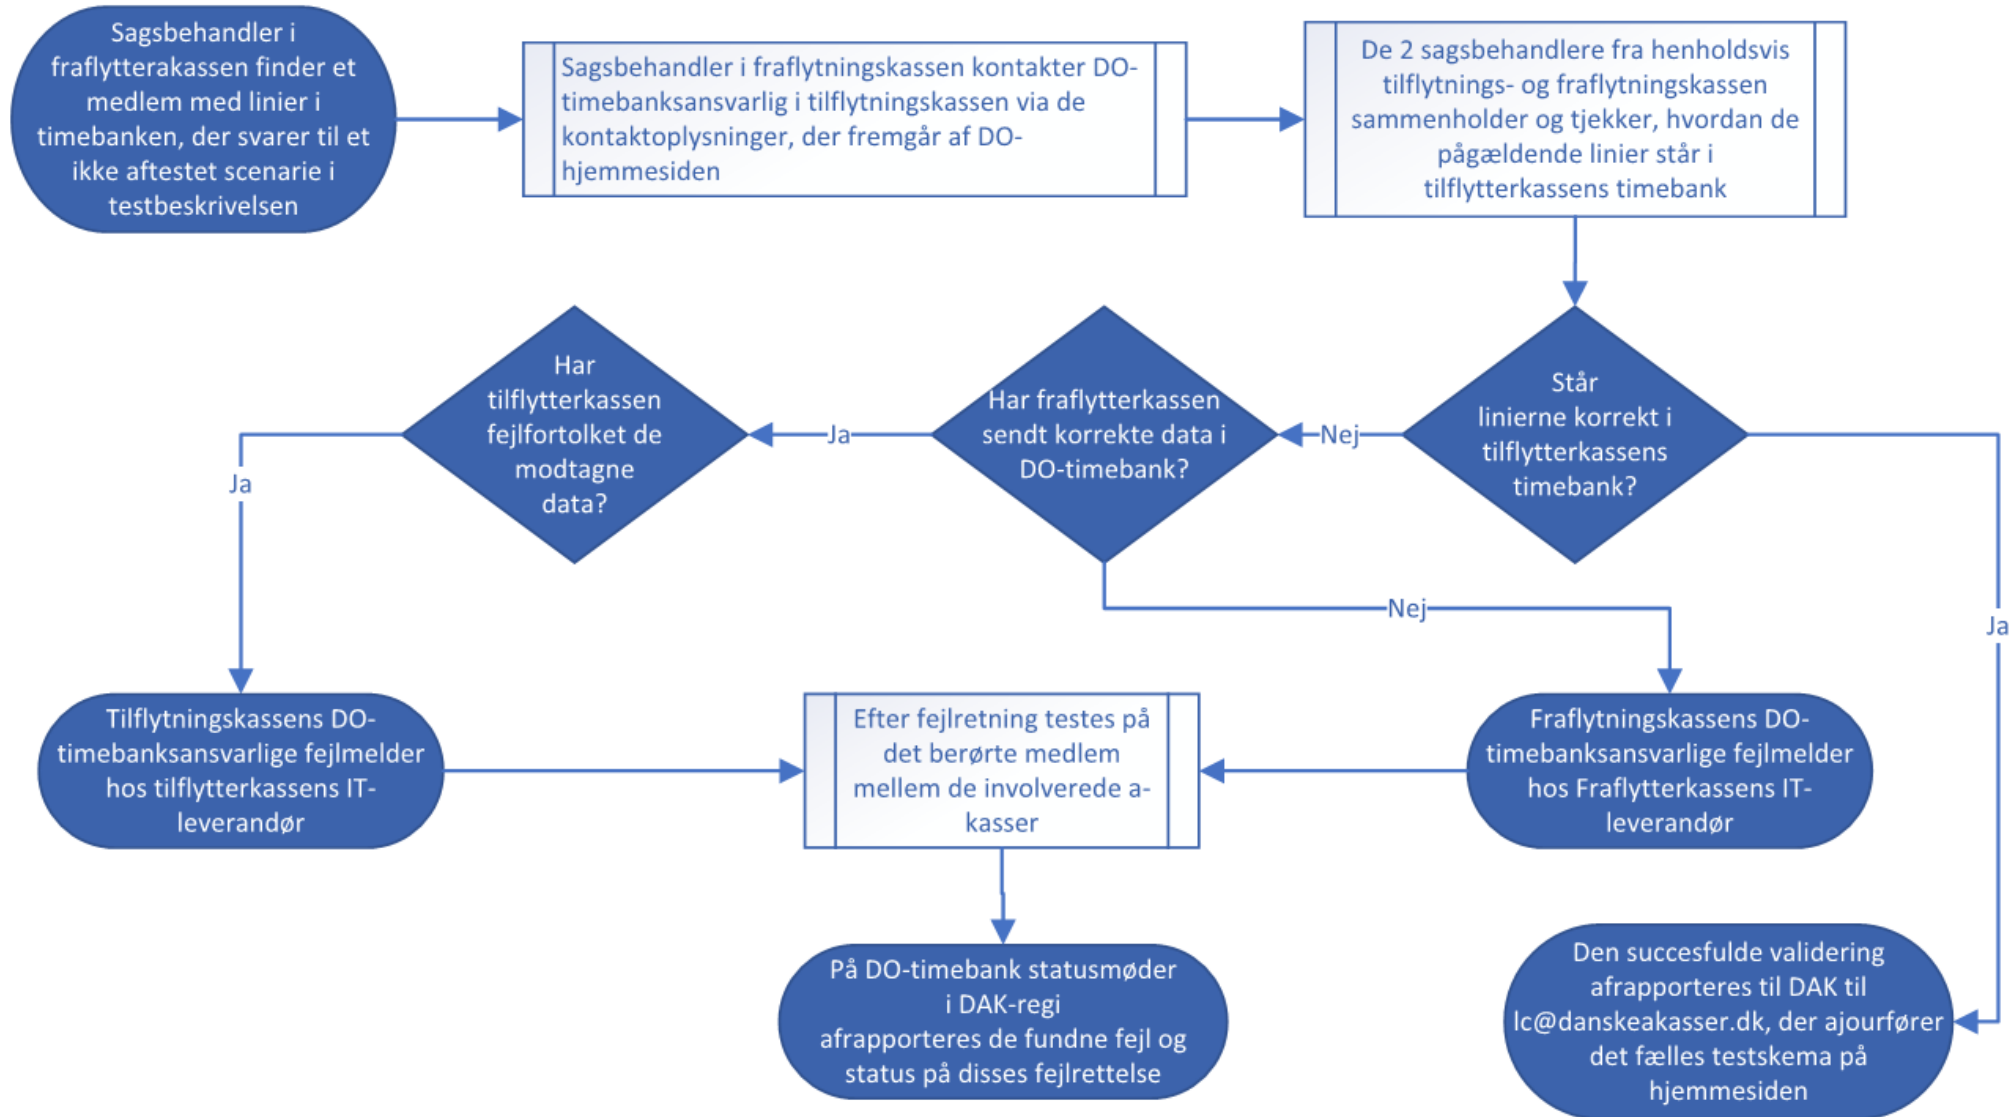 Sagsbehandler i
fraflytterakassen finder et
medlem med linier i
timebanken, der svarer til et
ikke aftestet scenarie i
testbeskrivelsen
Sagsbehandler i fraflytningskassen kontakter DO-
timebanksansvarlig i tilflytningskassen via de
kontaktoplysninger, der fremgår af DO-
hjemmesiden
De 2 sagsbehandlere fra henholdsvis
tilflytnings- og fraflytningskassen
sammenholder og tjekker, hvordan de
pågældende linier står i
tilflytterkassens timebank
Har
tilflytterkassen
fejlfortolket de
modtagne
data?
Ja
Har fraflytterkassen
sendt korrekte data i
DO-timebank?
Nej
Står
linierne korrekt i
tilflytterkassens
timebank?
Ja
Nej
Ja
Tilflytningskassens DO-
timebanksansvarlige fejlmelder
hos tilflytterkassens IT-
leverandør
Efter fejlretning testes på
det berørte medlem
mellem de involverede a-
kasser
Fraflytningskassens DO-
timebanksansvarlige fejlmelder
hos Fraflytterkassens IT-
leverandør
På DO-timebank statusmøder
i DAK-regi
afrapporteres de fundne fejl og
status på disses fejlrettelse
Den succesfulde validering
afrapporteres til DAK til
lc@danskeakasser.dk, der ajourfører
det fælles testskema på
hjemmesiden